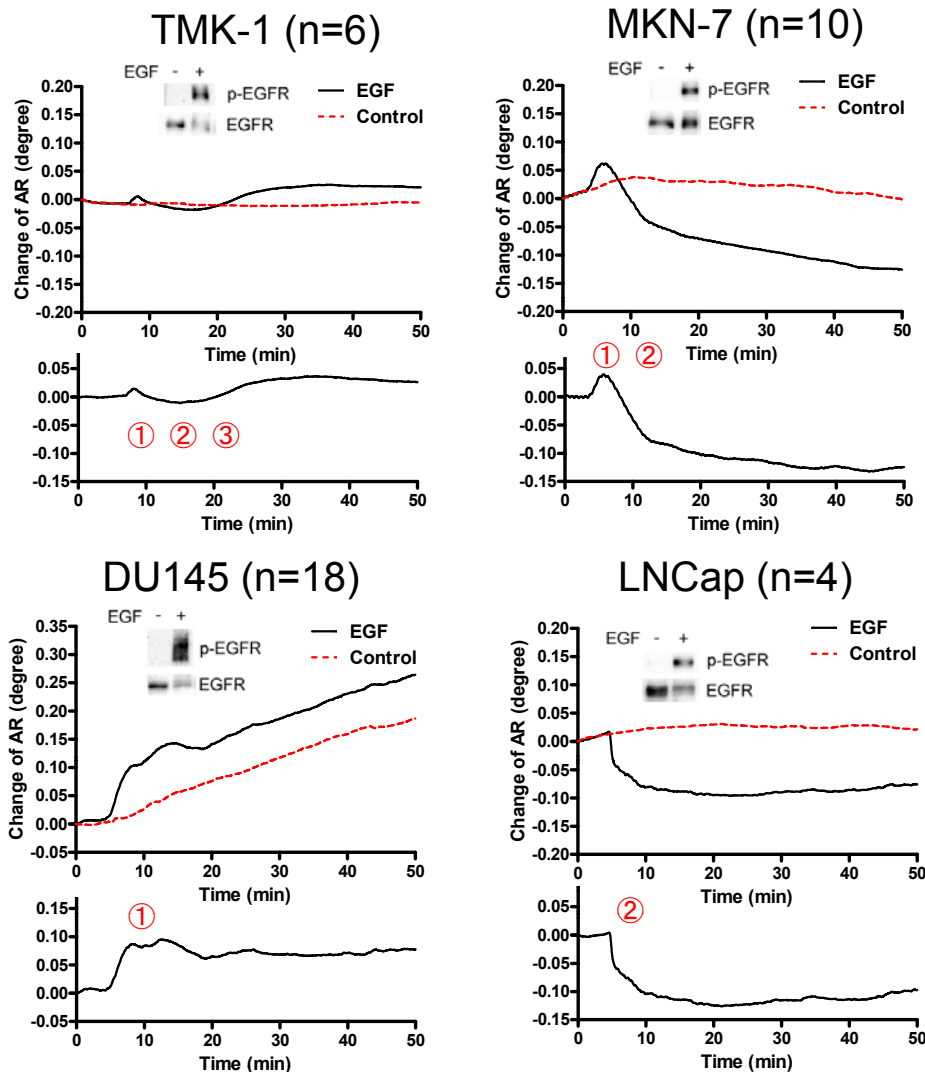 TMK-1 (n=6)
EGF - +
p-EGFR
EGFR
EGF
Control
Change of AR (degree)
0.20
0.15
0.10
0.05
0.00
-0.05
-0.10
-0.15
-0.20
0 10 20 30 40 50
Time (min)
0.05
0.00
-0.05
-0.10
-0.15
① ② ③
0 10 20 30 40 50
Time (min)
MKN-7 (n=10)
EGF - +
p-EGFR
EGFR
EGF
Control
Change of AR (degree)
0.20
0.15
0.10
0.05
0.00
-0.05
-0.10
-0.15
-0.20
0 10 20 30 40 50
Time (min)
① ②
0.05
0.00
-0.05
-0.10
-0.15
0 10 20 30 40 50
Time (min)
DU145 (n=18)
EGF - +
p-EGFR
EGFR
EGF
Control
Change of AR (degree)
0.35
0.30
0.25
0.20
0.15
0.10
0.05
0.00
-0.05
0 10 20 30 40 50
Time (min)
①
0.15
0.10
0.05
0.00
-0.05
0 10 20 30 40 50
Time (min)
LNCap (n=4)
EGF - +
p-EGFR
EGFR
EGF
Control
Change of AR (degree)
0.20
0.15
0.10
0.05
0.00
-0.05
-0.10
-0.15
-0.20
0 10 20 30 40 50
Time (min)
②
0.05
0.00
-0.05
-0.10
-0.15
0 10 20 30 40 50
Time (min)